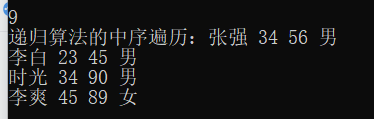 9
递归算法的中序遍历：张强 34 56 男
李白 23 45 男
时光 34 90 男
李爽 45 89 女